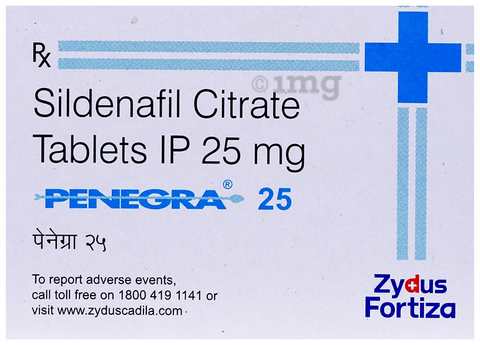 Rx
©1mg
Sildenafil Citrate
Tablets IP 25 mg
PENEGRA® 25
पेनेग्रा २५
To report adverse events,
call toll free on 1800 419 1141 or
visit www.zyduscadila.com
Zydus
Fortiza